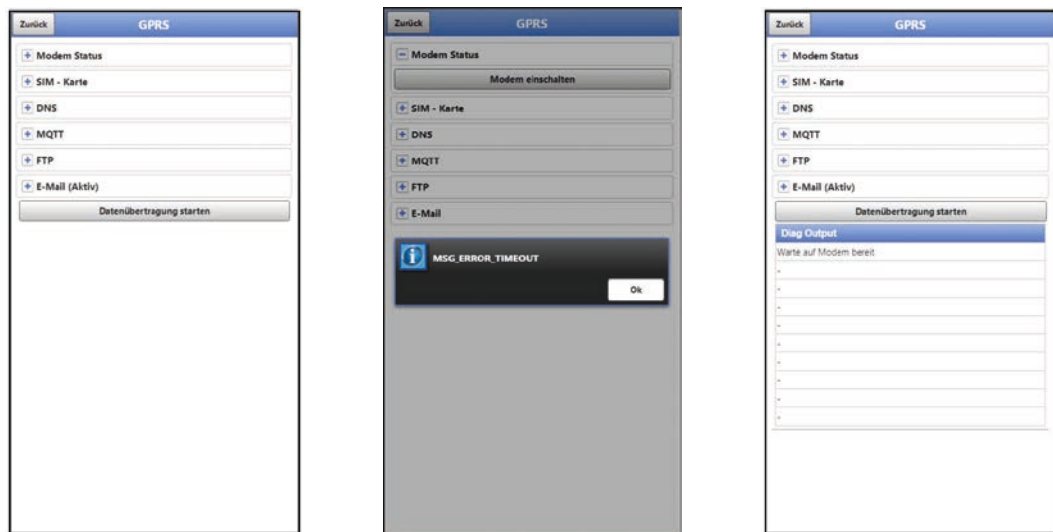 Zurück GPRS
Modem Status
SIM - Karte
DNS
MQTT
FTP
E-Mail (Aktiv)
Datenübertragung starten
Zurück GPRS
Modem Status
Modem einschalten
SIM - Karte
DNS
MQTT
FTP
E-Mail
MSG_ERROR_TIMEOUT
Ok
Zurück GPRS
Modem Status
SIM - Karte
DNS
MQTT
FTP
E-Mail (Aktiv)
Datenübertragung starten
Diag Output
Warte auf Modem bereit
-
-
-
-
-
-
-
-
-